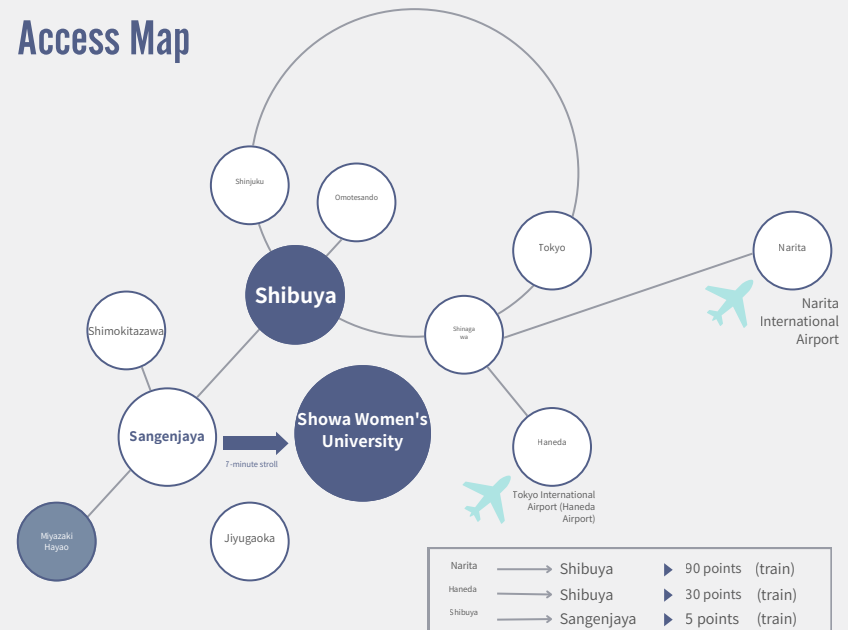 Access Map
Shinjuku
Omotesando
Tokyo
Narita
Shibuya
Narita
International
Airport
Shinaga
wa
Shimokitazawa
Showa Women's
University
Sangenjaya
7-minute stroll
Haneda
Tokyo International
Airport (Haneda
Airport)
Miyazaki
Hayao
Jiyugaoka
Narita Shibuya 90 points (train)
Haneda Shibuya 30 points (train)
Shibuya Sangenjaya 5 points (train)